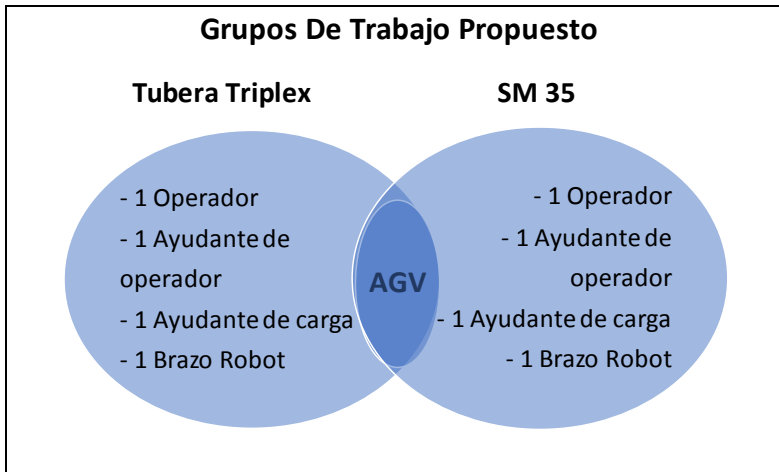 Grupos De Trabajo Propuesto
Tubera Triplex
- 1 Operador
- 1 Ayudante de
operador
- 1 Ayudante de carga
- 1 Brazo Robot
AGV
SM 35
- 1 Operador
- 1 Ayudante de
operador
- 1 Ayudante de carga
- 1 Brazo Robot